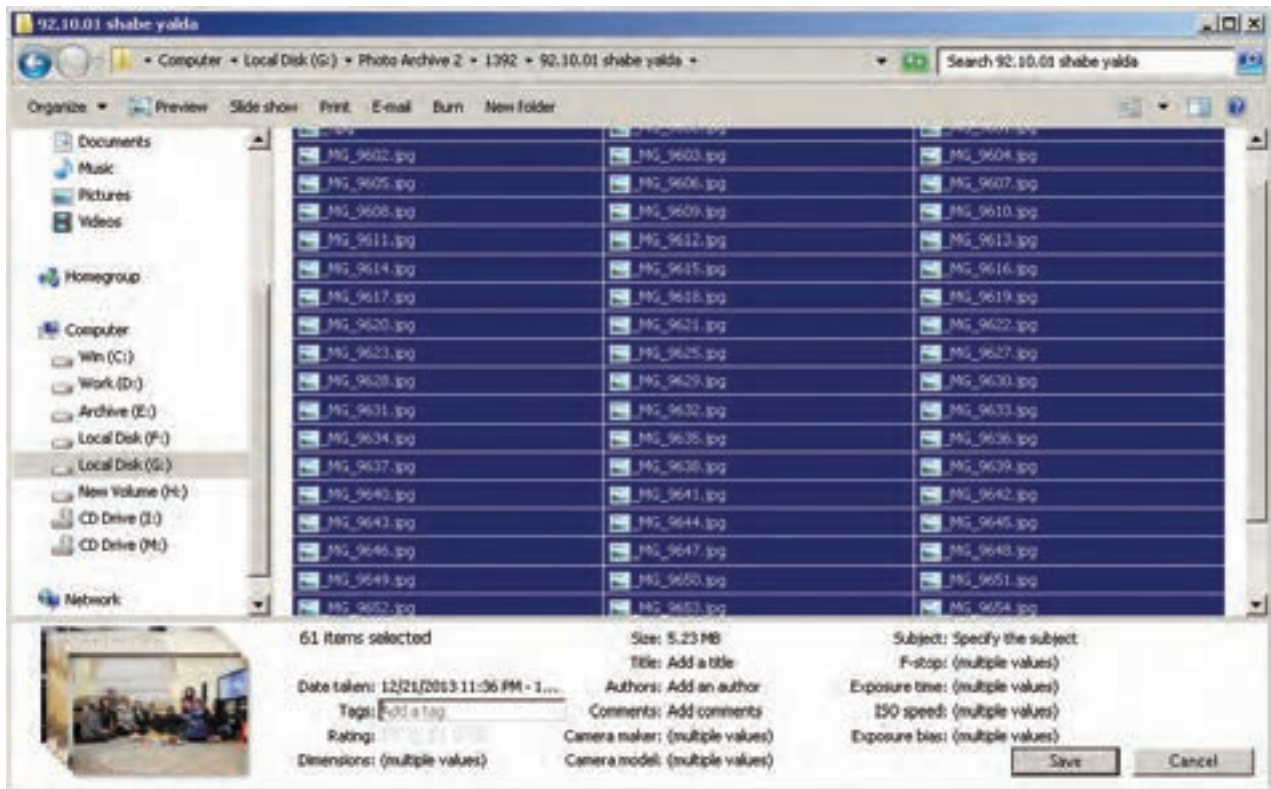 92.10.01 shabe yalda
Computer Local Disk (G:) Photo Archive 2 1392 92.10.01 shabe yalda
Search 92.10.01 shabe yalda
Organize Preview Slide show Print E-mail Burn New folder
Documents
Music
Pictures
Videos
Homegroup
Computer
Win (C:)
Work (D:)
Archive (E:)
Local Disk (F:)
Local Disk (G:)
New Volume (H:)
CD Drive (I:)
CD Drive (M:)
Network
_MG_9602.jpg _MG_9603.jpg _MG_9604.jpg
_MG_9605.jpg _MG_9606.jpg _MG_9607.jpg
_MG_9608.jpg _MG_9609.jpg _MG_9610.jpg
_MG_9611.jpg _MG_9612.jpg _MG_9613.jpg
_MG_9614.jpg _MG_9615.jpg _MG_9616.jpg
_MG_9617.jpg _MG_9618.jpg _MG_9619.jpg
_MG_9620.jpg _MG_9621.jpg _MG_9622.jpg
_MG_9623.jpg _MG_9625.jpg _MG_9627.jpg
_MG_9628.jpg _MG_9629.jpg _MG_9630.jpg
_MG_9631.jpg _MG_9632.jpg _MG_9633.jpg
_MG_9634.jpg _MG_9635.jpg _MG_9636.jpg
_MG_9637.jpg _MG_9638.jpg _MG_9639.jpg
_MG_9640.jpg _MG_9641.jpg _MG_9642.jpg
_MG_9643.jpg _MG_9644.jpg _MG_9645.jpg
_MG_9646.jpg _MG_9647.jpg _MG_9648.jpg
_MG_9649.jpg _MG_9650.jpg _MG_9651.jpg
_MG_9652.jpg _MG_9653.jpg _MG_9654.jpg
61 items selected Size: 5.23 MB Subject: Specify the subject
Title: Add a title F-stop: (multiple values)
Date taken: 12/21/2013 11:36 PM - 1... Authors: Add an author Exposure time: (multiple values)
Tags: Add a tag Comments: Add comments ISO speed: (multiple values)
Rating: Camera maker: (multiple values) Exposure bias: (multiple values)
Dimensions: (multiple values) Camera model: (multiple values)
Save Cancel